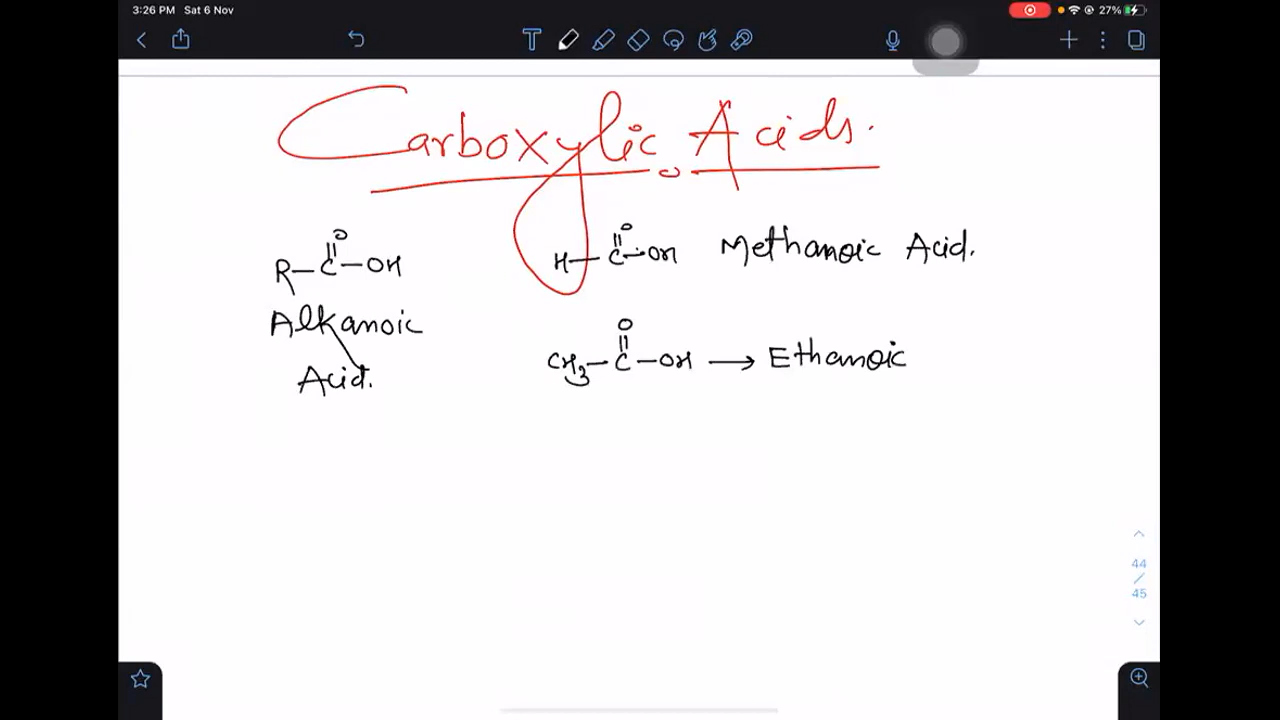 3:26 PM Sat 6 Nov
27%
Carboxylic Acids.
R-C-OH
O
H-C-OH
O
Methanoic Acid.
Alkanoic
Acid.
CH3-C-OH
O
→ Ethanoic
44
/
45